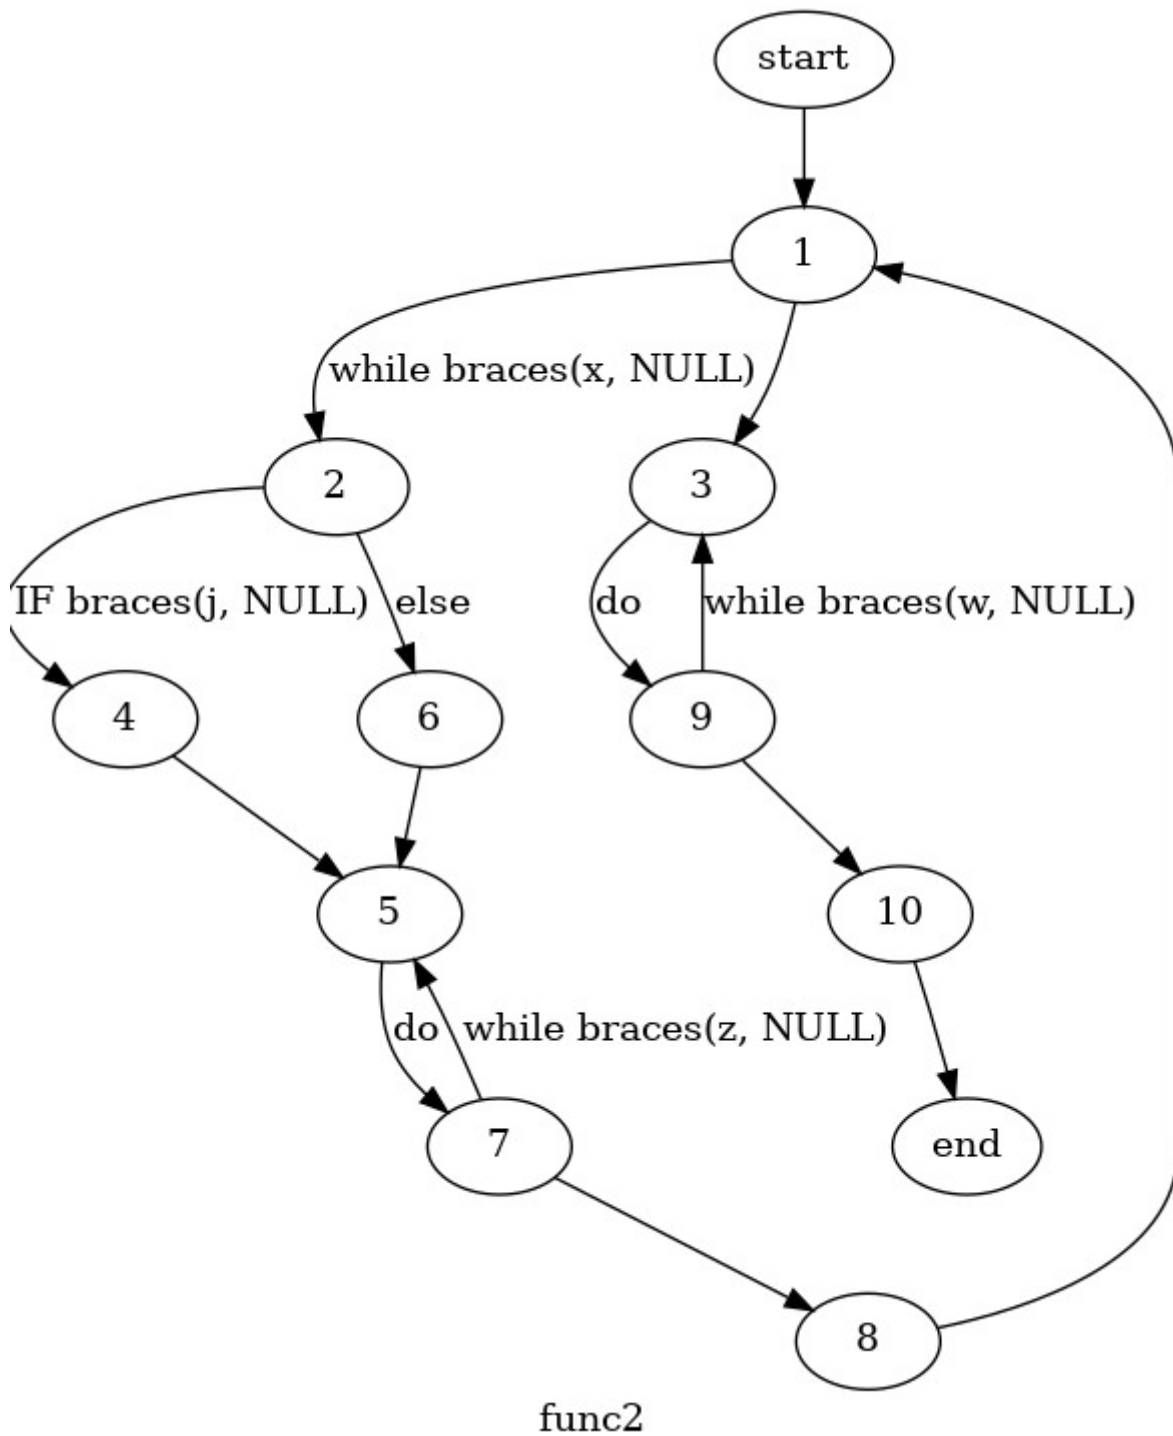 start
1
while braces(x, NULL)
2
3
IF braces(j, NULL)
else
do
while braces(w, NULL)
4
6
9
5
10
do
while braces(z, NULL)
7
end
8
func2